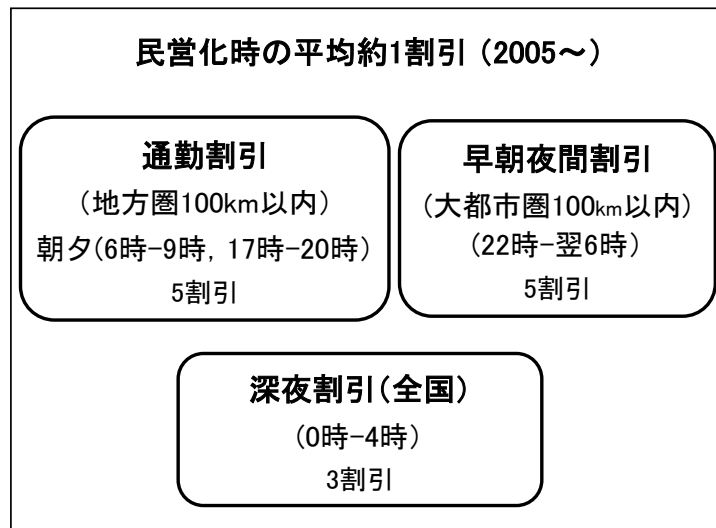 民営化時の平均約1割引（2005～）
通勤割引
（地方圏100km以内）
朝夕(6時－9時，17時－20時)
5割引
早朝夜間割引
（大都市圏100km以内）
(22時－翌6時)
5割引
深夜割引（全国）
（0時－4時）
3割引